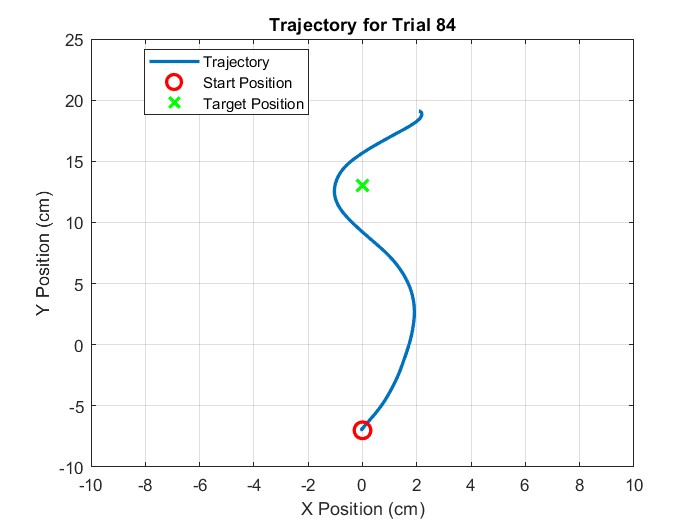 Trajectory for Trial 84
25
20
15
10
5
0
-5
-10
Y Position (cm)
Trajectory
Start Position
Target Position
-10 -8 -6 -4 -2 0 2 4 6 8 10
X Position (cm)